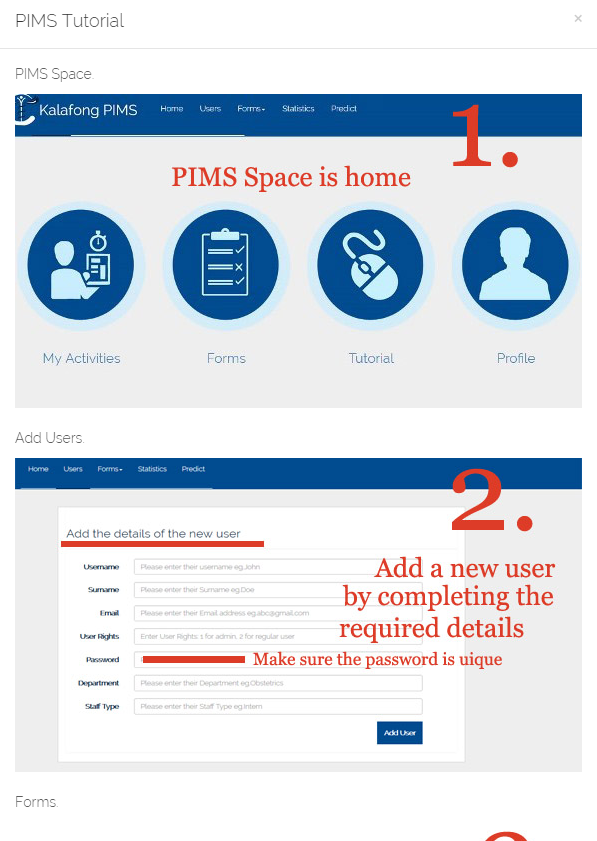 PIMS Tutorial
×
PIMS Space.
Kalafong PIMS Home Users Forms Statistics Predict
1.
PIMS Space is home
My Activities Forms Tutorial Profile
Add Users.
Home Users Forms Statistics Predict
2.
Add the details of the new user
Username Please enter their username eg.John
Add a new user
Surname Please enter their Surname eg.Doe
by completing the
Email Please enter their Email address eg.abc@gmail.com
required details
User Rights Enter User Rights: 1 for admin, 2 for regular user
Password
Make sure the password is uique
Department Please enter their Department eg.Obstetrics
Staff Type Please enter their Staff Type eg.Intern
Add User
Forms.